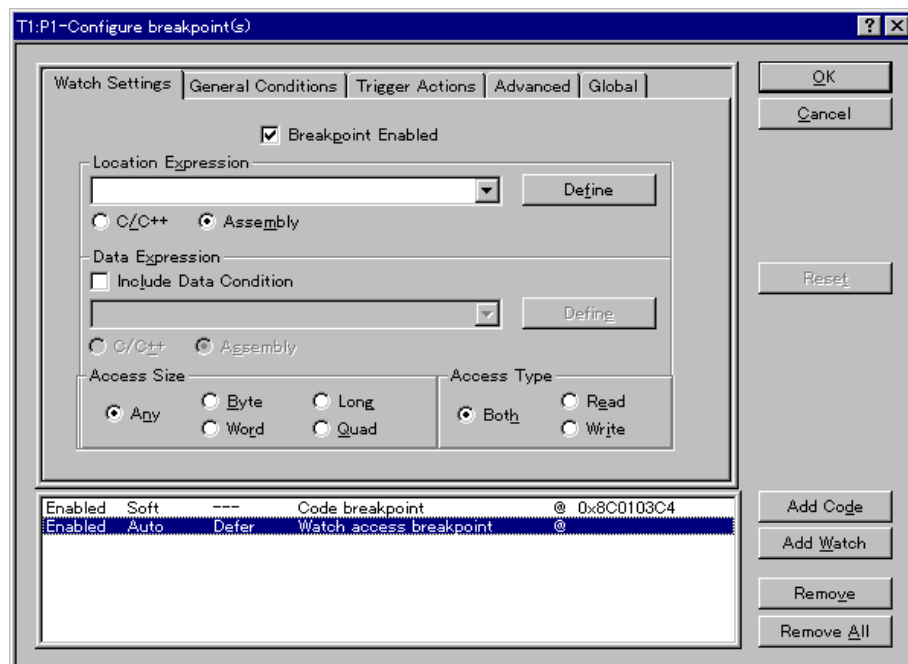 T1:P1-Configure breakpoint(s)
Watch Settings General Conditions Trigger Actions Advanced Global
OK
Cancel
Breakpoint Enabled
Location Expression
Define
C/C++ Assembly
Data Expression
Include Data Condition
Reset
Define
C/C++ Assembly
Access Size Access Type
Any Byte Long Both Read
Word Quad Write
Enabled Soft --- Code breakpoint @ 0x8C0103C4
Enabled Auto Defer Watch access breakpoint @
Add Code
Add Watch
Remove
Remove All